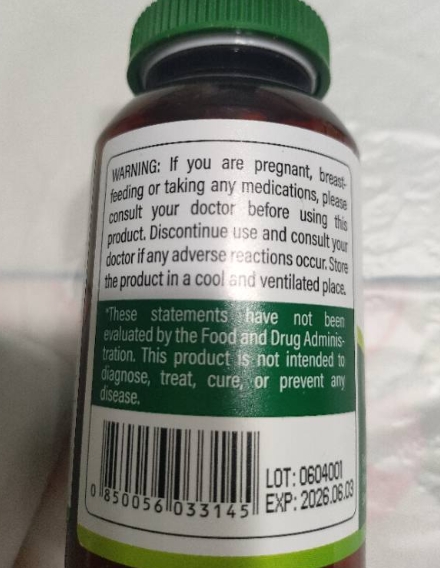 WARNING: If you are pregnant, breast-
feeding or taking any medications, please
consult your doctor before using this
product. Discontinue use and consult your
doctor if any adverse reactions occur. Store
the product in a cool and ventilated place.
*These statements have not been
evaluated by the Food and Drug Adminis-
tration. This product is not intended to
diagnose, treat, cure, or prevent any
disease.
LOT: 0604001
EXP: 2026.06.03
0 850056 033145